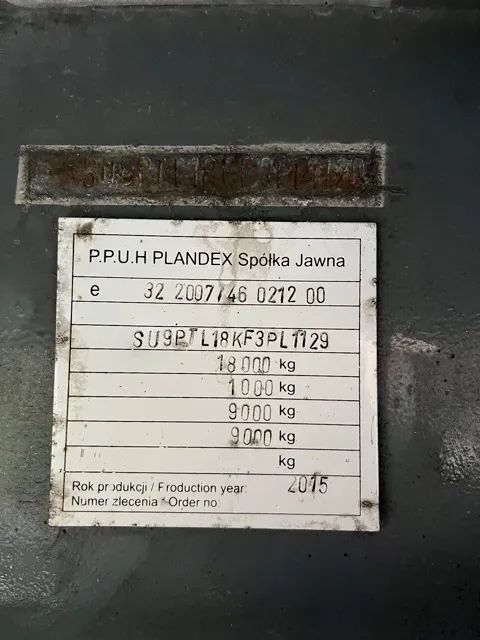 P.P.U.H PLANDEX Spółka Jawna
e 32 2007/46 0212 00
SU9PTL18KF3PL1129
18000 kg
1000 kg
9000 kg
9000 kg
kg
Rok produkcji / Production year: 2015
Numer zlecenia * Order no: